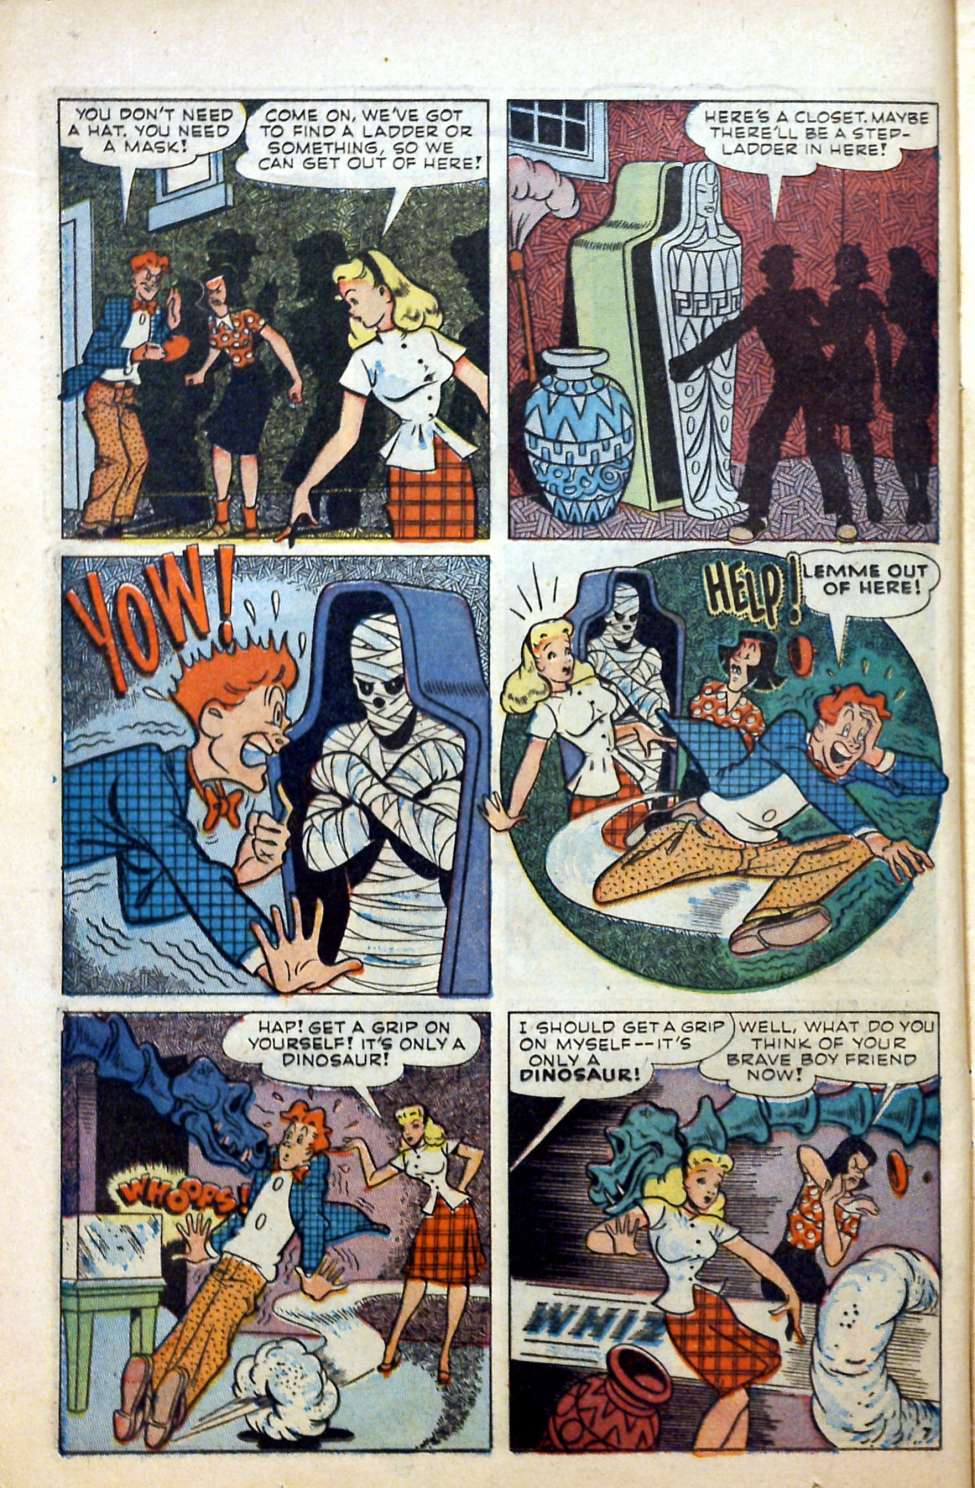 YOU DON'T NEED
A HAT. YOU NEED
A MASK!
COME ON, WE'VE GOT
TO FIND A LADDER OR
SOMETHING, SO WE
CAN GET OUT OF HERE!
HERE'S A CLOSET. MAYBE
THERE'LL BE A STEP-
LADDER IN HERE!
YOW!
HELP!
LEMME OUT
OF HERE!
HAP! GET A GRIP ON
YOURSELF! IT'S ONLY A
DINOSAUR!
WHOOPS!
I SHOULD GET A GRIP
ON MYSELF--IT'S
ONLY A
DINOSAUR!
WELL, WHAT DO YOU
THINK OF YOUR
BRAVE BOY FRIEND
NOW!
WHIZ